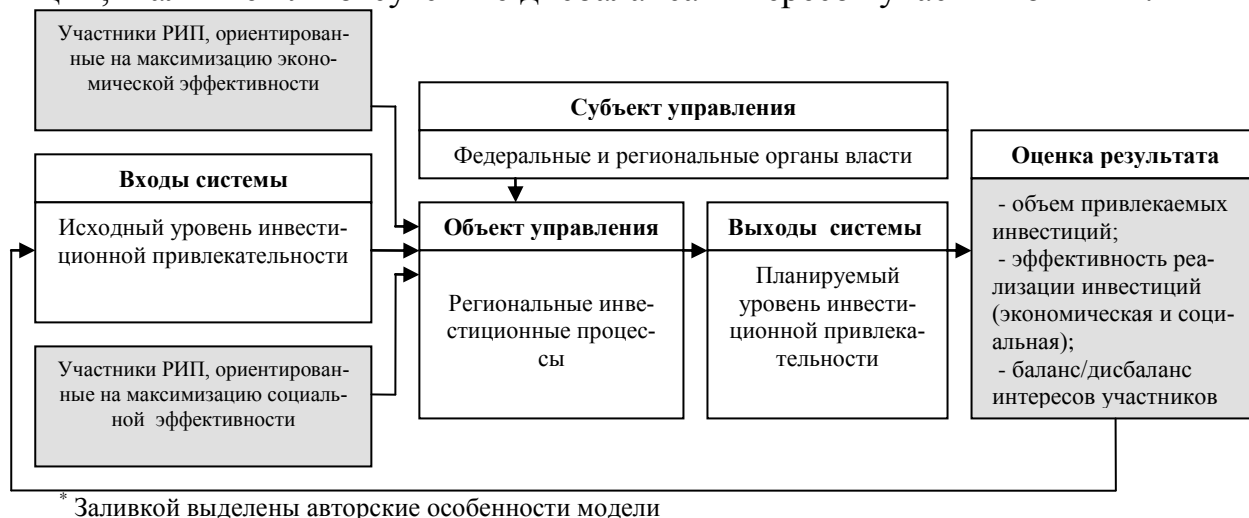 Участники РИП, ориентирован-
ные на максимизацию эконо-
мической эффективности
Субъект управления
Федеральные и региональные органы власти
Оценка результата
- объем привлекаемых
инвестиций;
- эффективность реа-
лизации инвестиций
(экономическая и соци-
альная);
- баланс/дисбаланс
интересов участников
Входы системы
Исходный уровень инвести-
ционной привлекательности
Объект управления
Региональные инве-
стиционные процес-
сы
Выходы системы
Планируемый
уровень инвести-
ционной привлека-
тельности
Участники РИП, ориентирован-
ные на максимизацию социаль-
ной эффективности
* Заливкой выделены авторские особенности модели